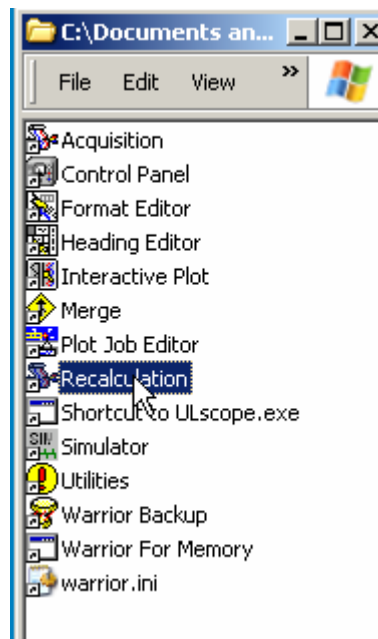 C:\Documents an...
File Edit View »
Acquisition
Control Panel
Format Editor
Heading Editor
Interactive Plot
Merge
Plot Job Editor
Recalculation
Shortcut to ULscope.exe
SIM Simulator
Utilities
Warrior Backup
Warrior For Memory
warrior.ini